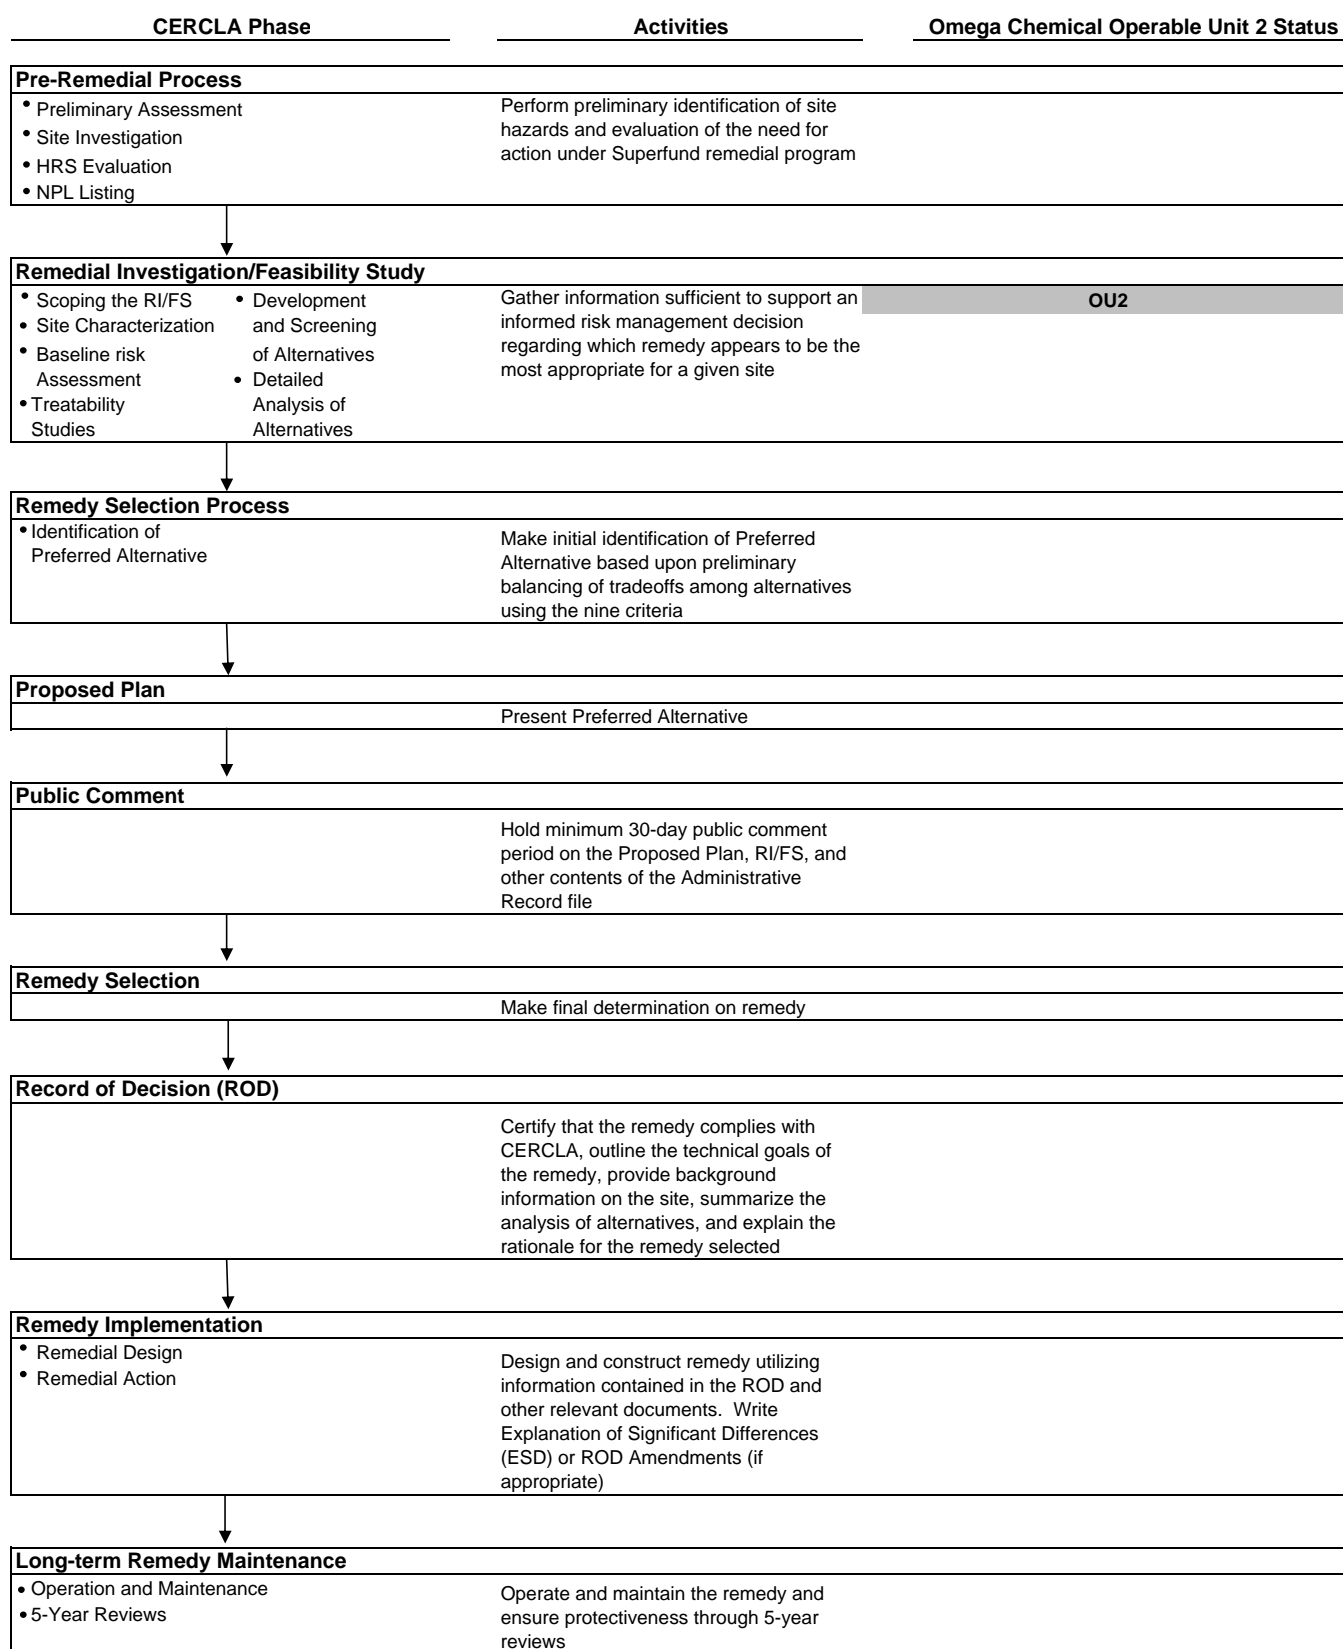 CERCLA Phase
Activities
Omega Chemical Operable Unit 2 Status
Pre-Remedial Process
• Preliminary Assessment
• Site Investigation
• HRS Evaluation
• NPL Listing
Perform preliminary identification of site
hazards and evaluation of the need for
action under Superfund remedial program
Remedial Investigation/Feasibility Study
• Scoping the RI/FS
• Site Characterization
• Baseline risk
Assessment
• Treatability
Studies
• Development
and Screening
of Alternatives
• Detailed
Analysis of
Alternatives
Gather information sufficient to support an
informed risk management decision
regarding which remedy appears to be the
most appropriate for a given site
OU2
Remedy Selection Process
• Identification of
Preferred Alternative
Make initial identification of Preferred
Alternative based upon preliminary
balancing of tradeoffs among alternatives
using the nine criteria
Proposed Plan
Present Preferred Alternative
Public Comment
Hold minimum 30-day public comment
period on the Proposed Plan, RI/FS, and
other contents of the Administrative
Record file
Remedy Selection
Make final determination on remedy
Record of Decision (ROD)
Certify that the remedy complies with
CERCLA, outline the technical goals of
the remedy, provide background
information on the site, summarize the
analysis of alternatives, and explain the
rationale for the remedy selected
Remedy Implementation
• Remedial Design
• Remedial Action
Design and construct remedy utilizing
information contained in the ROD and
other relevant documents.  Write
Explanation of Significant Differences
(ESD) or ROD Amendments (if
appropriate)
Long-term Remedy Maintenance
• Operation and Maintenance
• 5-Year Reviews
Operate and maintain the remedy and
ensure protectiveness through 5-year
reviews